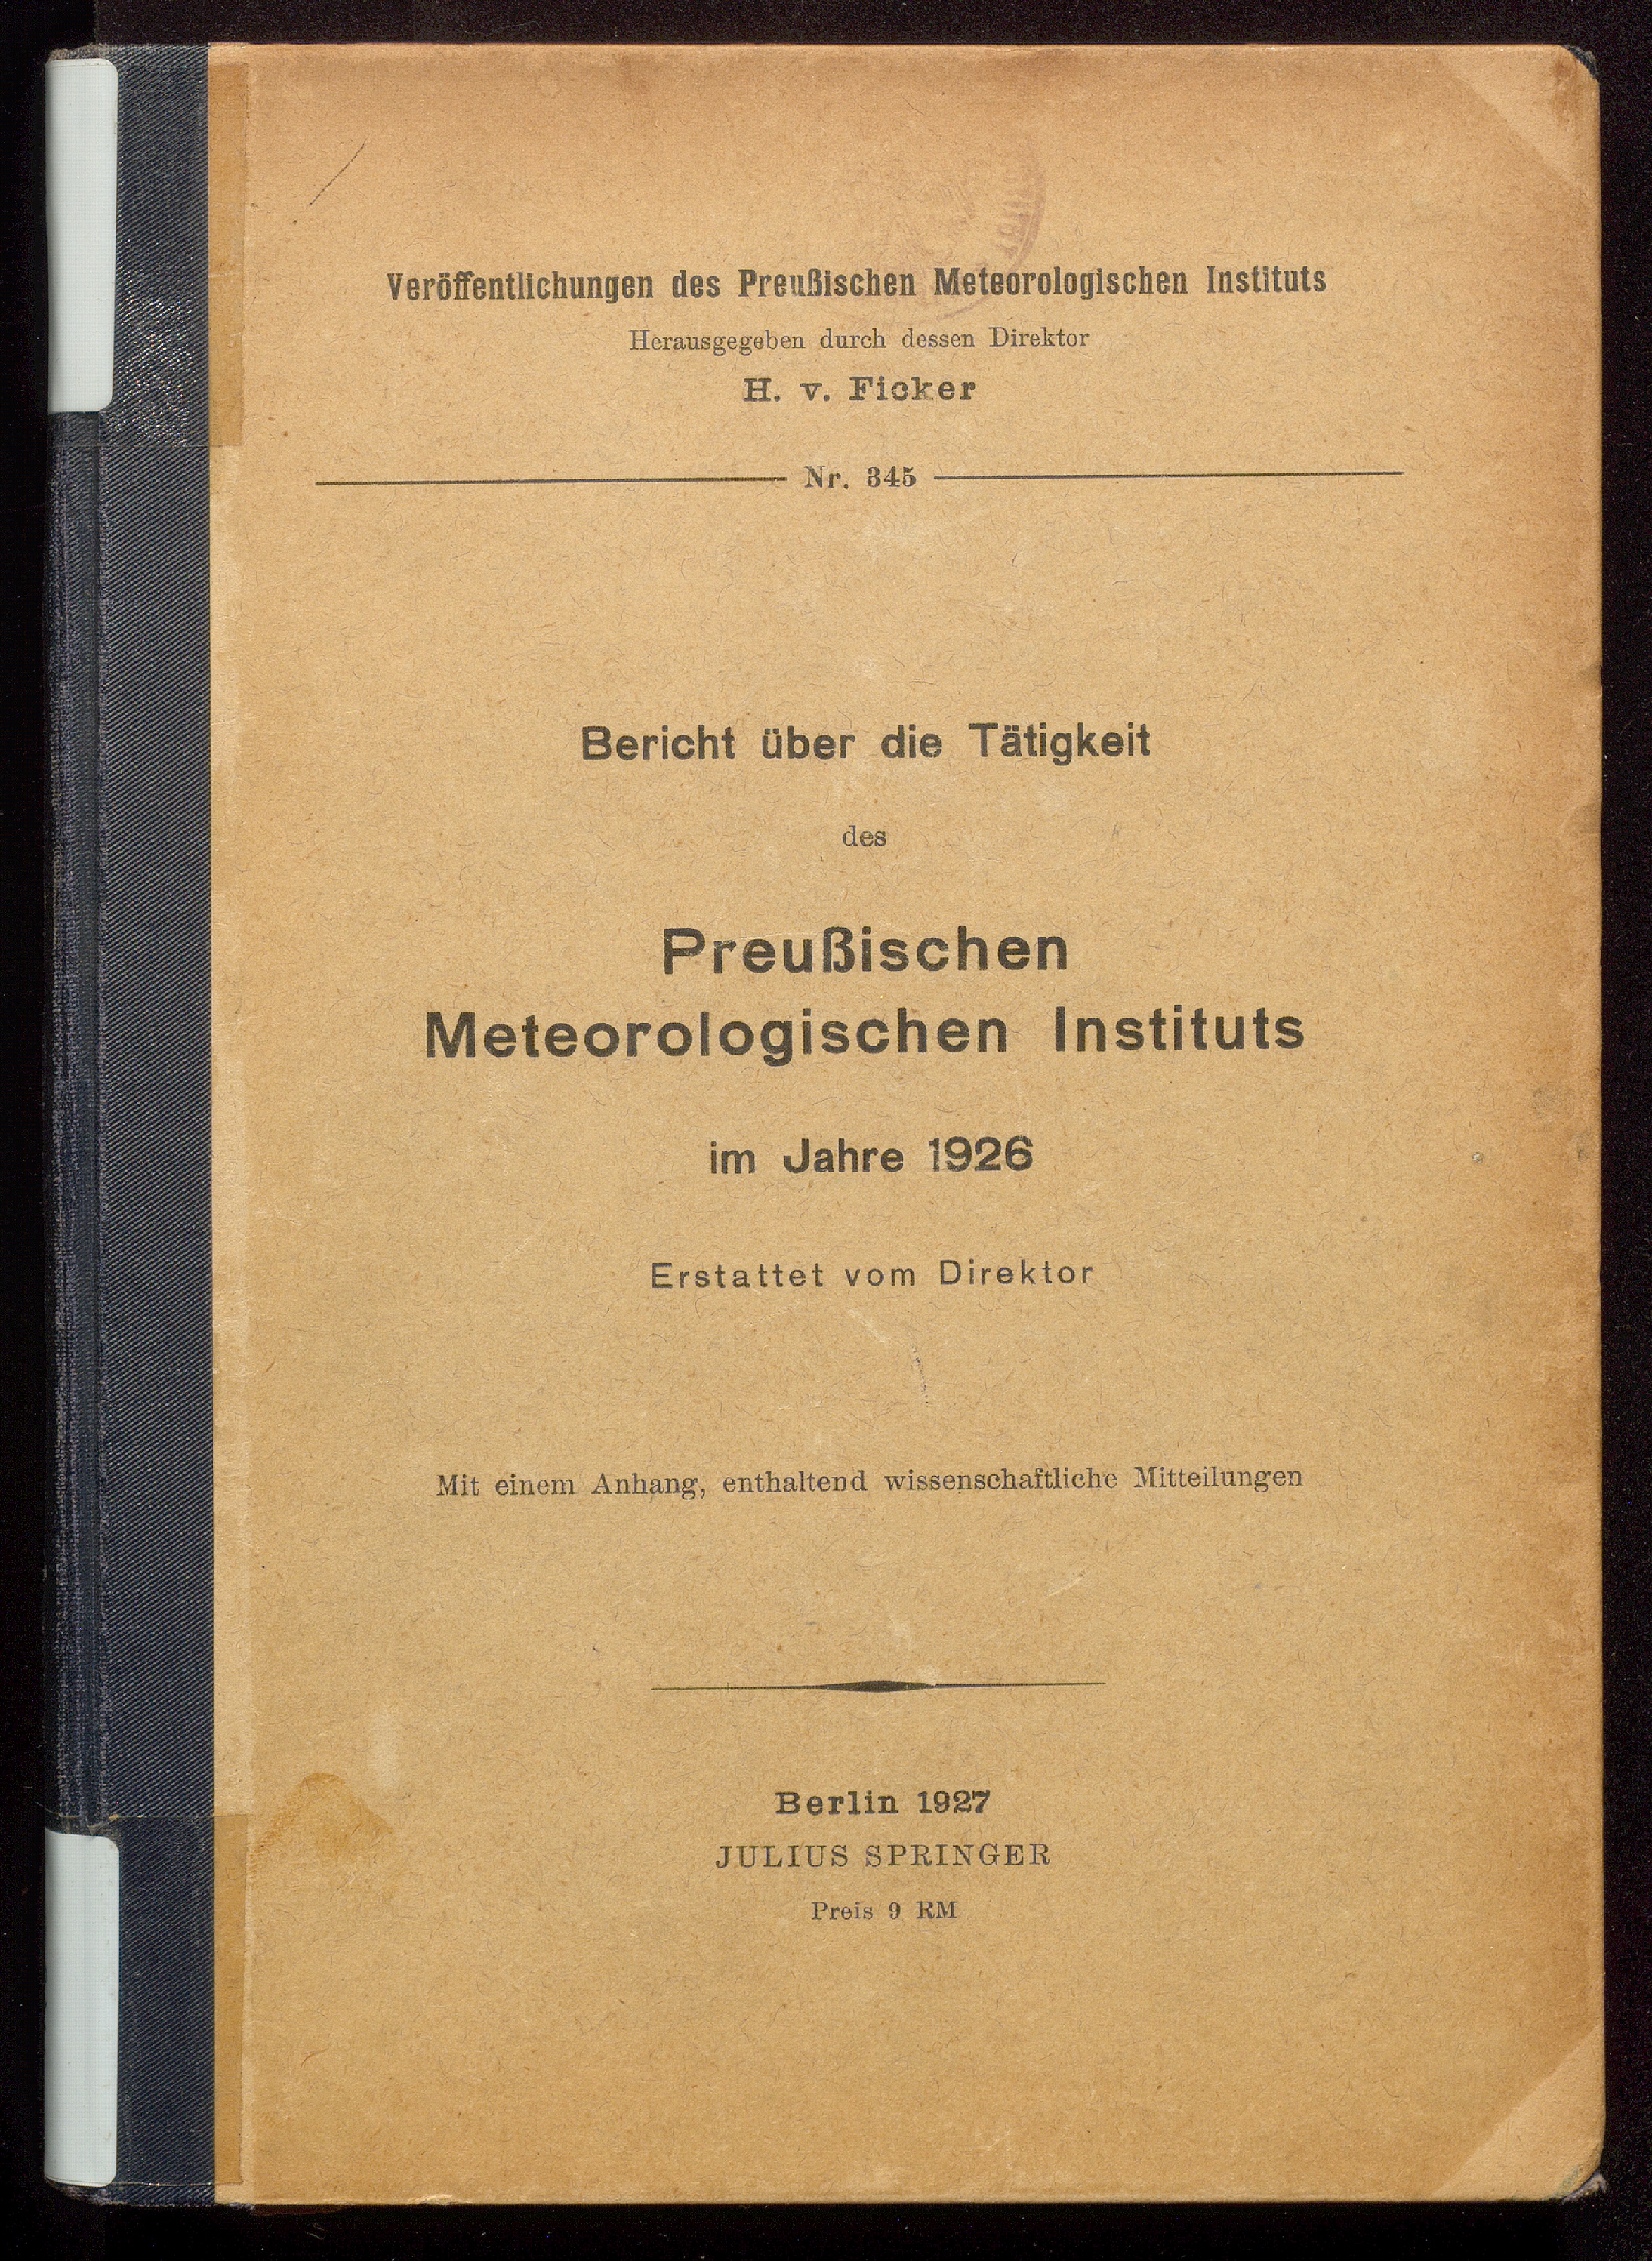 Veröffentlichungen des Preußischen Meteorologischen Instituts
Herausgegeben durch dessen Direktor
H. v. Ficker
Nr. 345
Bericht über die Tätigkeit
des
Preußischen
Meteorologischen Instituts
im Jahre 1926
Erstattet vom Direktor
Mit einem Anhang, enthaltend wissenschaftliche Mitteilungen
Berlin 1927
JULIUS SPRINGER
Preis 9 RM